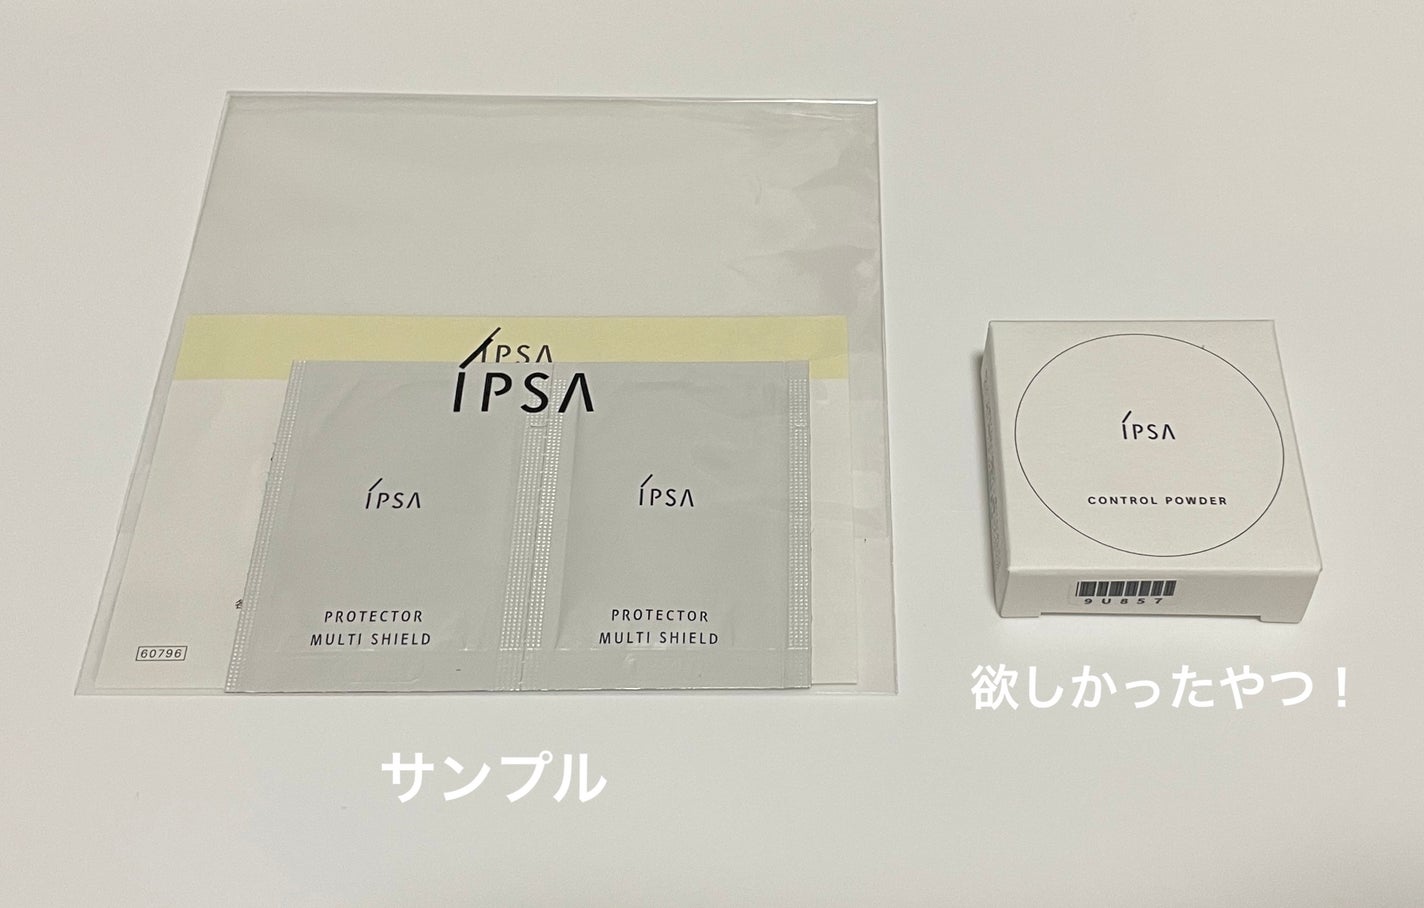 ipsa
ipsa
ipsa
ipsa
PROTECTOR
MULTI SHIELD
PROTECTOR
MULTI SHIELD
60796
サンプル
ipsa
CONTROL POWDER
9U857
欲しかったやつ！